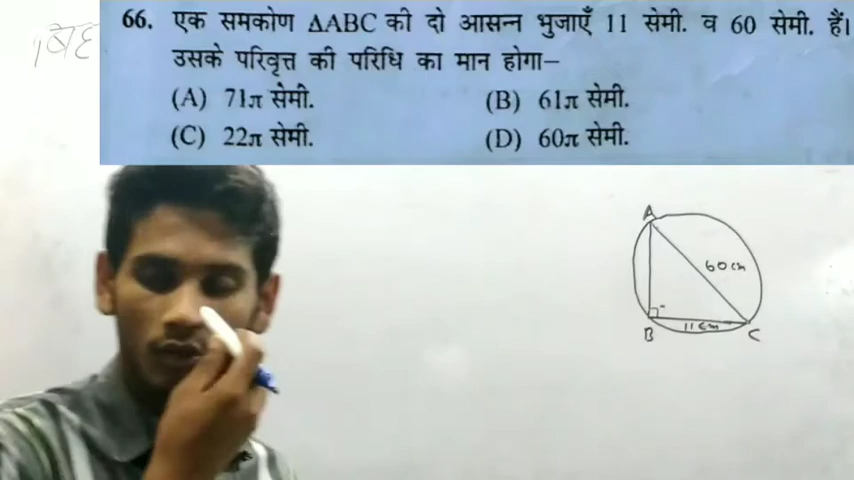 66. एक समकोण ΔABC की दो आसन्न भुजाएँ 11 सेमी. व 60 सेमी. हैं।
उसके परिवृत्त की परिधि का मान होगा–
(A) 71π सेमी.
(B) 61π सेमी.
(C) 22π सेमी.
(D) 60π सेमी.
A
60 cm
11 cm
B
C